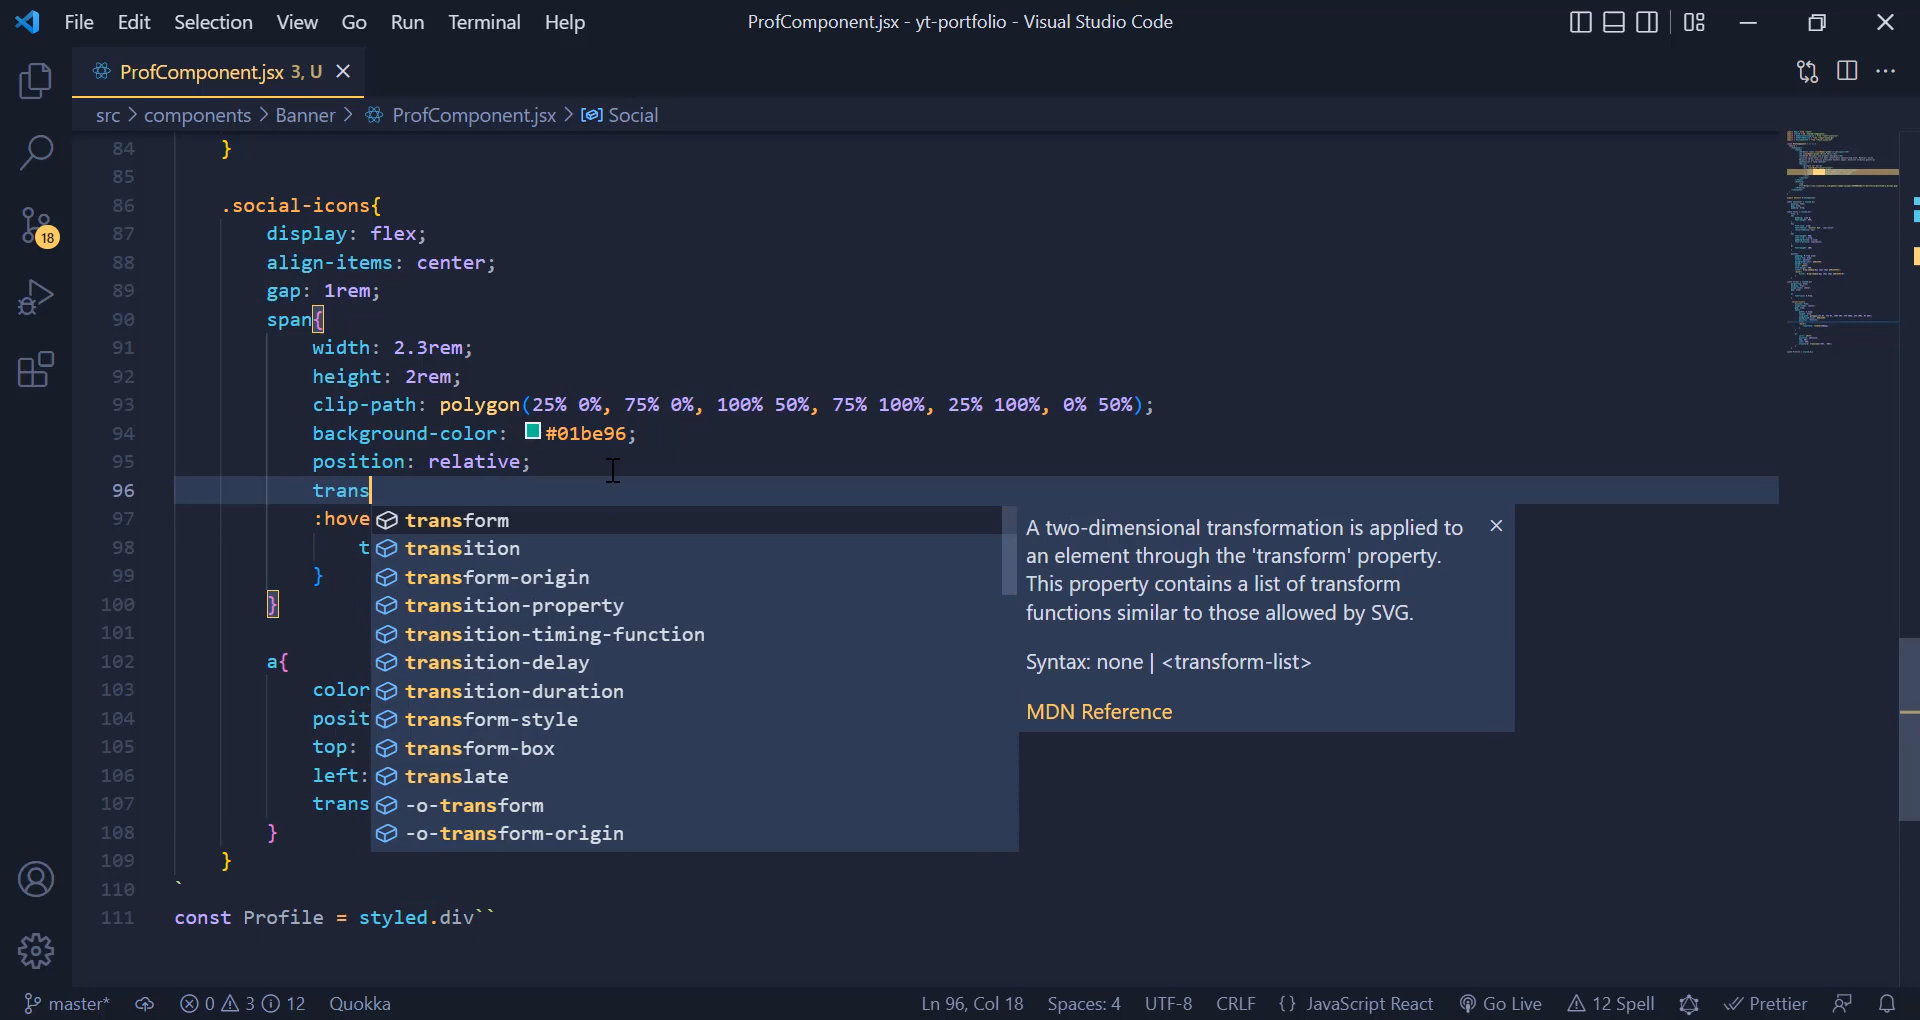 File Edit Selection View Go Run Terminal Help ProfComponent.jsx - yt-portfolio - Visual Studio Code
ProfComponent.jsx 3, U
src > components > Banner > ProfComponent.jsx > Social
84 }
85
86 .social-icons{
87 display: flex;
88 align-items: center;
89 gap: 1rem;
90 span{
91 width: 2.3rem;
92 height: 2rem;
93 clip-path: polygon(25% 0%, 75% 0%, 100% 50%, 75% 100%, 25% 100%, 0% 50%);
94 background-color: #01be96;
95 position: relative;
96 trans
97 :hove
98 t
99 }
100 }
101
102 a{
103 color
104 posit
105 top:
106 left:
107 trans
108 }
109 }
110 `
111 const Profile = styled.div``
transform
transition
transform-origin
transition-property
transition-timing-function
transition-delay
transition-duration
transform-style
transform-box
translate
-o-transform
-o-transform-origin
A two-dimensional transformation is applied to
an element through the 'transform' property.
This property contains a list of transform
functions similar to those allowed by SVG.
Syntax: none | <transform-list>
MDN Reference
18
master* 0 3 12 Quokka Ln 96, Col 18 Spaces: 4 UTF-8 CRLF {} JavaScript React Go Live 12 Spell Prettier